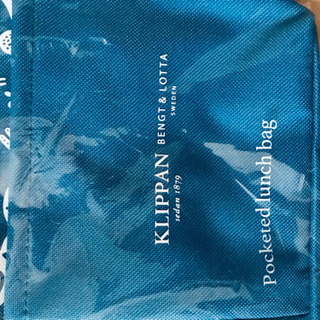 KLIPPAN
sedan 1879
BENGT & LOTTA
SWEDEN
Pocketed lunch bag